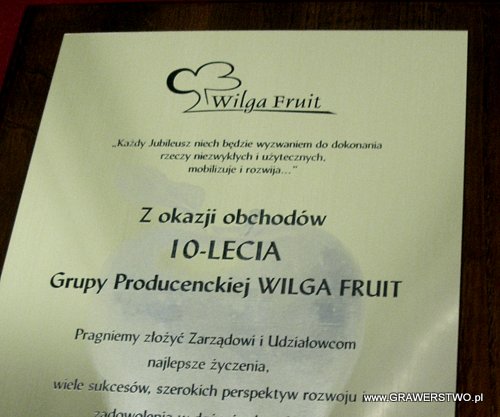 Wilga Fruit
„Każdy Jubileusz niech będzie wyzwaniem do dokonania
rzeczy niezwykłych i użytecznych,
mobilizuje i rozwija...”
Z okazji obchodów
10-LECIA
Grupy Producenckiej WILGA FRUIT
Pragniemy złożyć Zarządowi i Udziałowcom
najlepsze życzenia,
wiele sukcesów, szerokich perspektyw rozwoju i
www.GRAWERSTWO.pl
zadowolenia